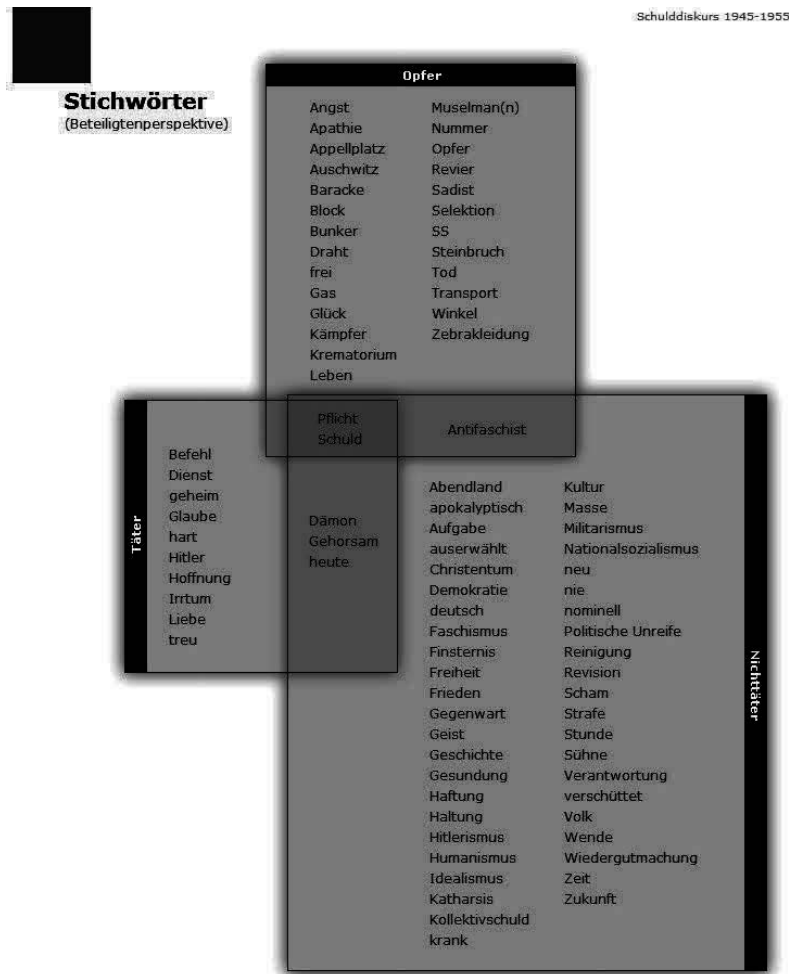 Schulddiskurs 1945-1955
Stichwörter
(Beteiligtenperspektive)
Opfer
Angst
Apathie
Appellplatz
Auschwitz
Baracke
Block
Bunker
Draht
frei
Gas
Glück
Kämpfer
Krematorium
Leben
Muselman(n)
Nummer
Opfer
Revier
Sadist
Selektion
SS
Steinbruch
Tod
Transport
Winkel
Zebrakleidung
Pflicht
Schuld
Antifaschist
Täter
Befehl
Dienst
geheim
Glaube
hart
Hitler
Hoffnung
Irrtum
Liebe
treu
Dämon
Gehorsam
heute
Abendland
apokalyptisch
Aufgabe
auserwählt
Christentum
Demokratie
deutsch
Faschismus
Finsternis
Freiheit
Frieden
Gegenwart
Geist
Geschichte
Gesundung
Haftung
Haltung
Hitlerismus
Humanismus
Idealismus
Katharsis
Kollektivschuld
krank
Kultur
Masse
Militarismus
Nationalsozialismus
neu
nie
nominell
Politische Unreife
Reinigung
Revision
Scham
Strafe
Stunde
Sühne
Verantwortung
verschüttet
Volk
Wende
Wiedergutmachung
Zeit
Zukunft
Nichttäter